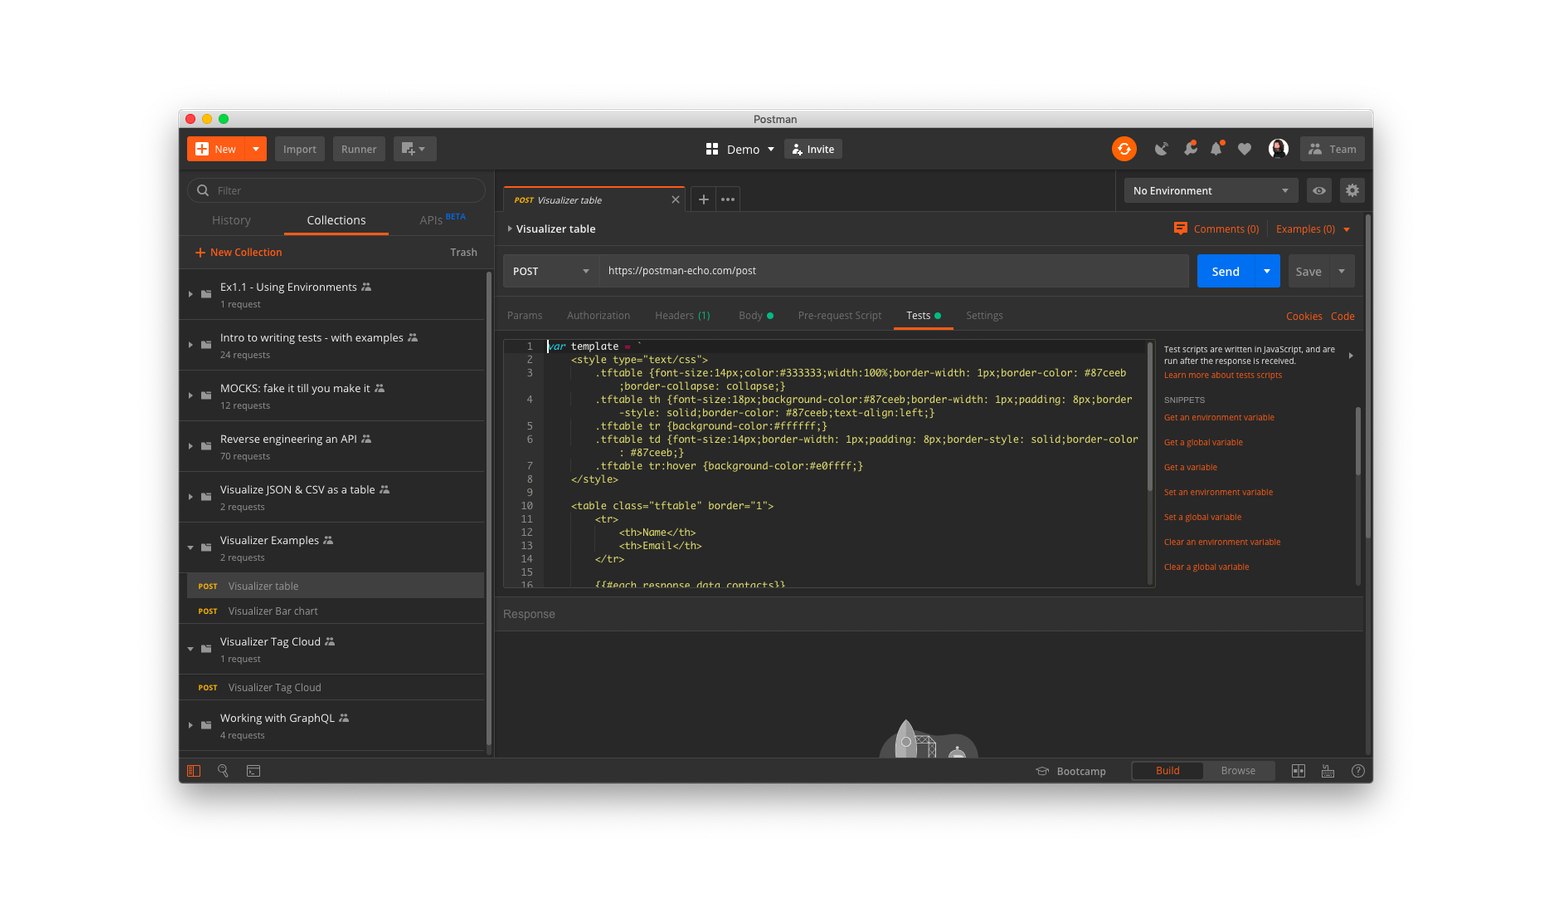 Postman
New
Import
Runner
Demo
Invite
Team
Filter
History
Collections
APIs BETA
New Collection
Trash
Ex1.1 - Using Environments
1 request
Intro to writing tests - with examples
24 requests
MOCKS: fake it till you make it
12 requests
Reverse engineering an API
70 requests
Visualize JSON & CSV as a table
2 requests
Visualizer Examples
2 requests
POST Visualizer table
POST Visualizer Bar chart
Visualizer Tag Cloud
1 request
POST Visualizer Tag Cloud
Working with GraphQL
4 requests
POST Visualizer table
No Environment
Visualizer table
Comments (0)
Examples (0)
POST
https://postman-echo.com/post
Send
Save
Params
Authorization
Headers (1)
Body
Pre-request Script
Tests
Settings
Cookies
Code
1 var template = `
2 <style type="text/css">
3 .tftable {font-size:14px;color:#333333;width:100%;border-width: 1px;border-color: #87ceeb
;border-collapse: collapse;}
4 .tftable th {font-size:18px;background-color:#87ceeb;border-width: 1px;padding: 8px;border
-style: solid;border-color: #87ceeb;text-align:left;}
5 .tftable tr {background-color:#ffffff;}
6 .tftable td {font-size:14px;border-width: 1px;padding: 8px;border-style: solid;border-color
: #87ceeb;}
7 .tftable tr:hover {background-color:#e0ffff;}
8 </style>
9
10 <table class="tftable" border="1">
11 <tr>
12 <th>Name</th>
13 <th>Email</th>
14 </tr>
15
16 {{#each response.data.contacts}}
Test scripts are written in JavaScript, and are
run after the response is received.
Learn more about tests scripts
SNIPPETS
Get an environment variable
Get a global variable
Get a variable
Set an environment variable
Set a global variable
Clear an environment variable
Clear a global variable
Response
Bootcamp
Build
Browse